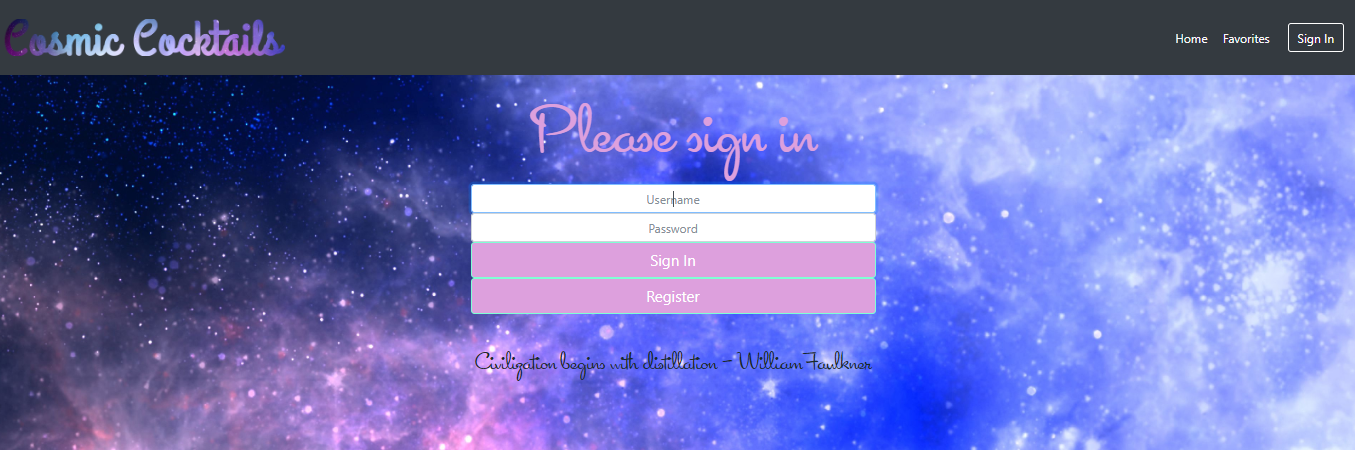 Cosmic Cocktails
Home Favorites Sign In
Please sign in
Username
Password
Sign In
Register
Civilization begins with distillation - William Faulkner